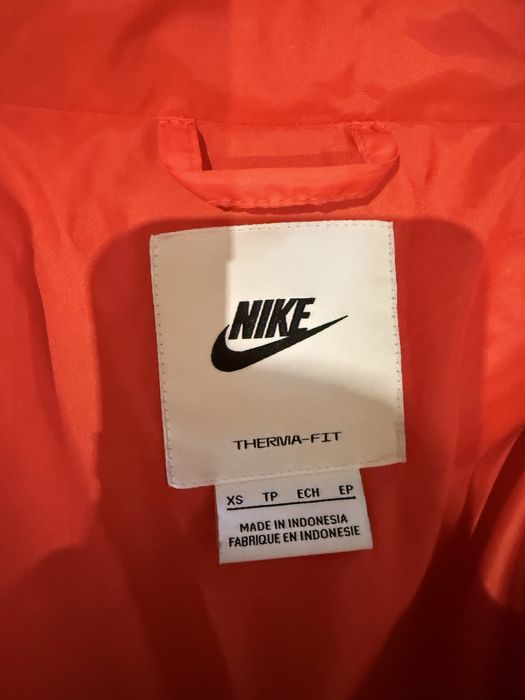 NIKE
THERMA-FIT
XS TP ECH EP
MADE IN INDONESIA
FABRIQUE EN INDONESIE